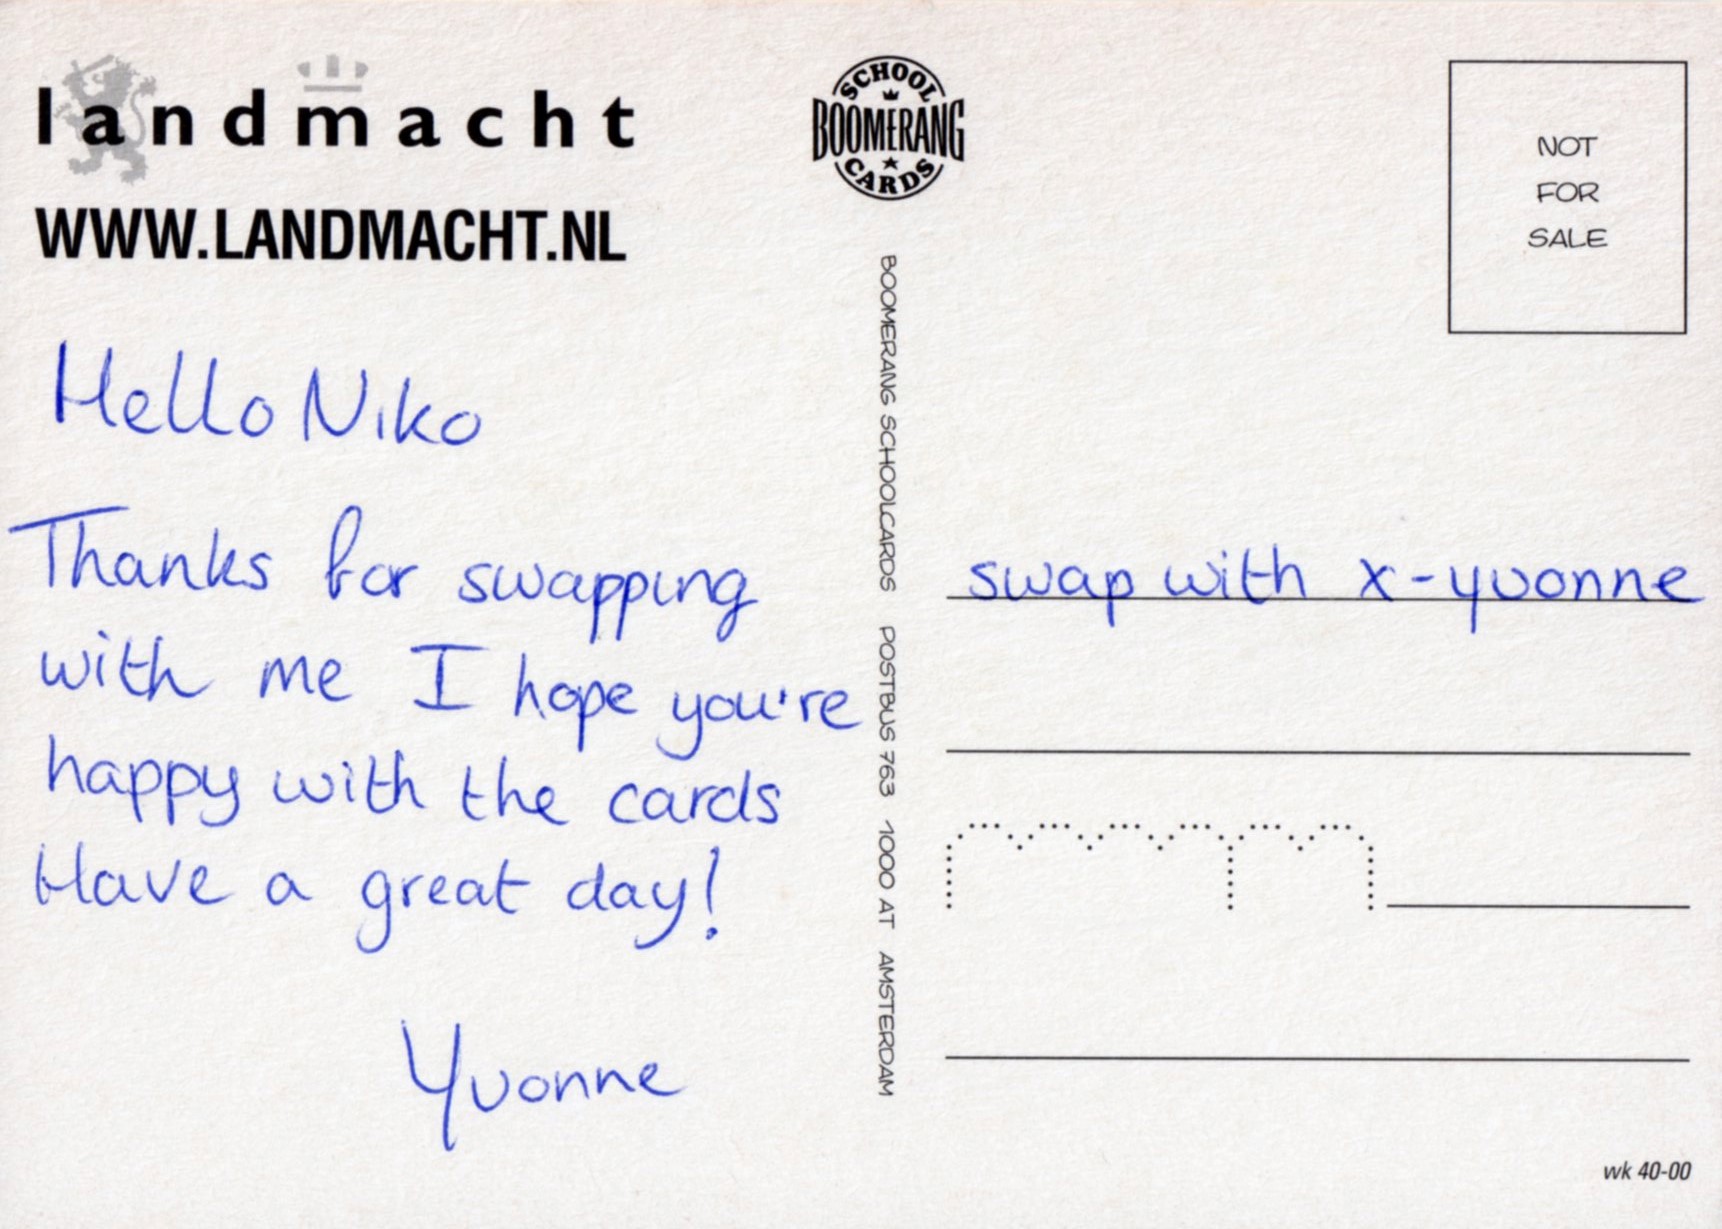 landmacht
WWW.LANDMACHT.NL
Hello Niko
Thanks for swapping
with me I hope you're
happy with the cards
Have a great day!
Yvonne
SCHOOL
BOOMERANG
CARDS
BOOMERANG SCHOOLCARDS POSTBUS 763 1000 AT AMSTERDAM
NOT
FOR
SALE
swap with x-yvonne
wk 40-00